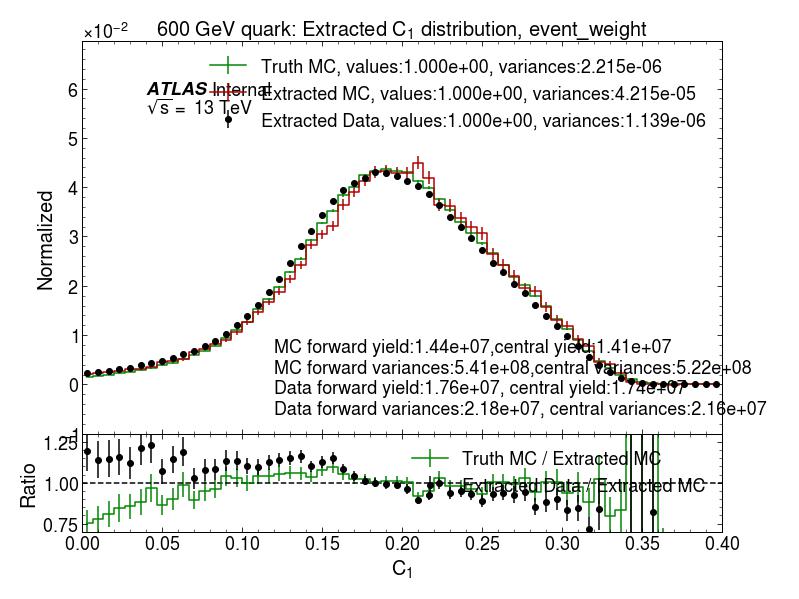 ×10⁻² 600 GeV quark: Extracted C₁ distribution, event_weight
Truth MC, values:1.000e+00, variances:2.215e-06
ATLAS Internal
Extracted MC, values:1.000e+00, variances:4.215e-05
√s = 13 TeV
Extracted Data, values:1.000e+00, variances:1.139e-06
6
5
4
3
2
1
0
1
Normalized
MC forward yield:1.44e+07,central yield:1.41e+07
MC forward variances:5.41e+08,central variances:5.22e+08
Data forward yield:1.76e+07, central yield:1.74e+07
Data forward variances:2.18e+07, central variances:2.16e+07
1.25
1.00
0.75
Ratio
Truth MC / Extracted MC
Extracted Data / Extracted MC
0.00 0.05 0.10 0.15 0.20 0.25 0.30 0.35 0.40
C₁